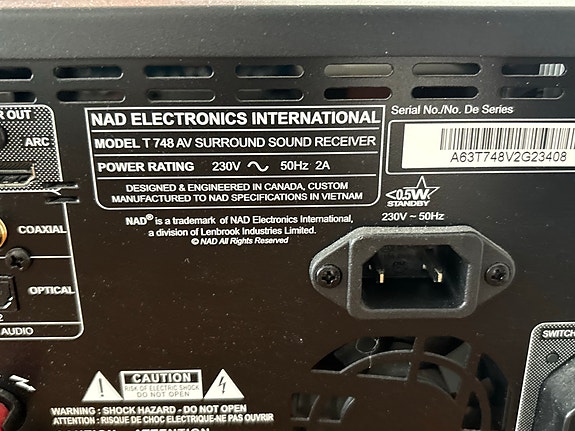 R OUT
ARC
COAXIAL
OPTICAL
2
AUDIO
NAD ELECTRONICS INTERNATIONAL
MODEL T 748 AV SURROUND SOUND RECEIVER
POWER RATING 230V 50Hz 2A
DESIGNED & ENGINEERED IN CANADA, CUSTOM
MANUFACTURED TO NAD SPECIFICATIONS IN VIETNAM
NAD® is a trademark of NAD Electronics International,
a division of Lenbrook Industries Limited.
© NAD All Rights Reserved
Serial No./No. De Series
A63T748V2G23408
<0.5W
STANDBY
230V ~ 50Hz
SWITCH
CAUTION
RISK OF ELECTRIC SHOCK
DO NOT OPEN
WARNING : SHOCK HAZARD - DO NOT OPEN
ATTENTION : RISQUE DE CHOC ELECTRIQUE-NE PAS OUVRIR